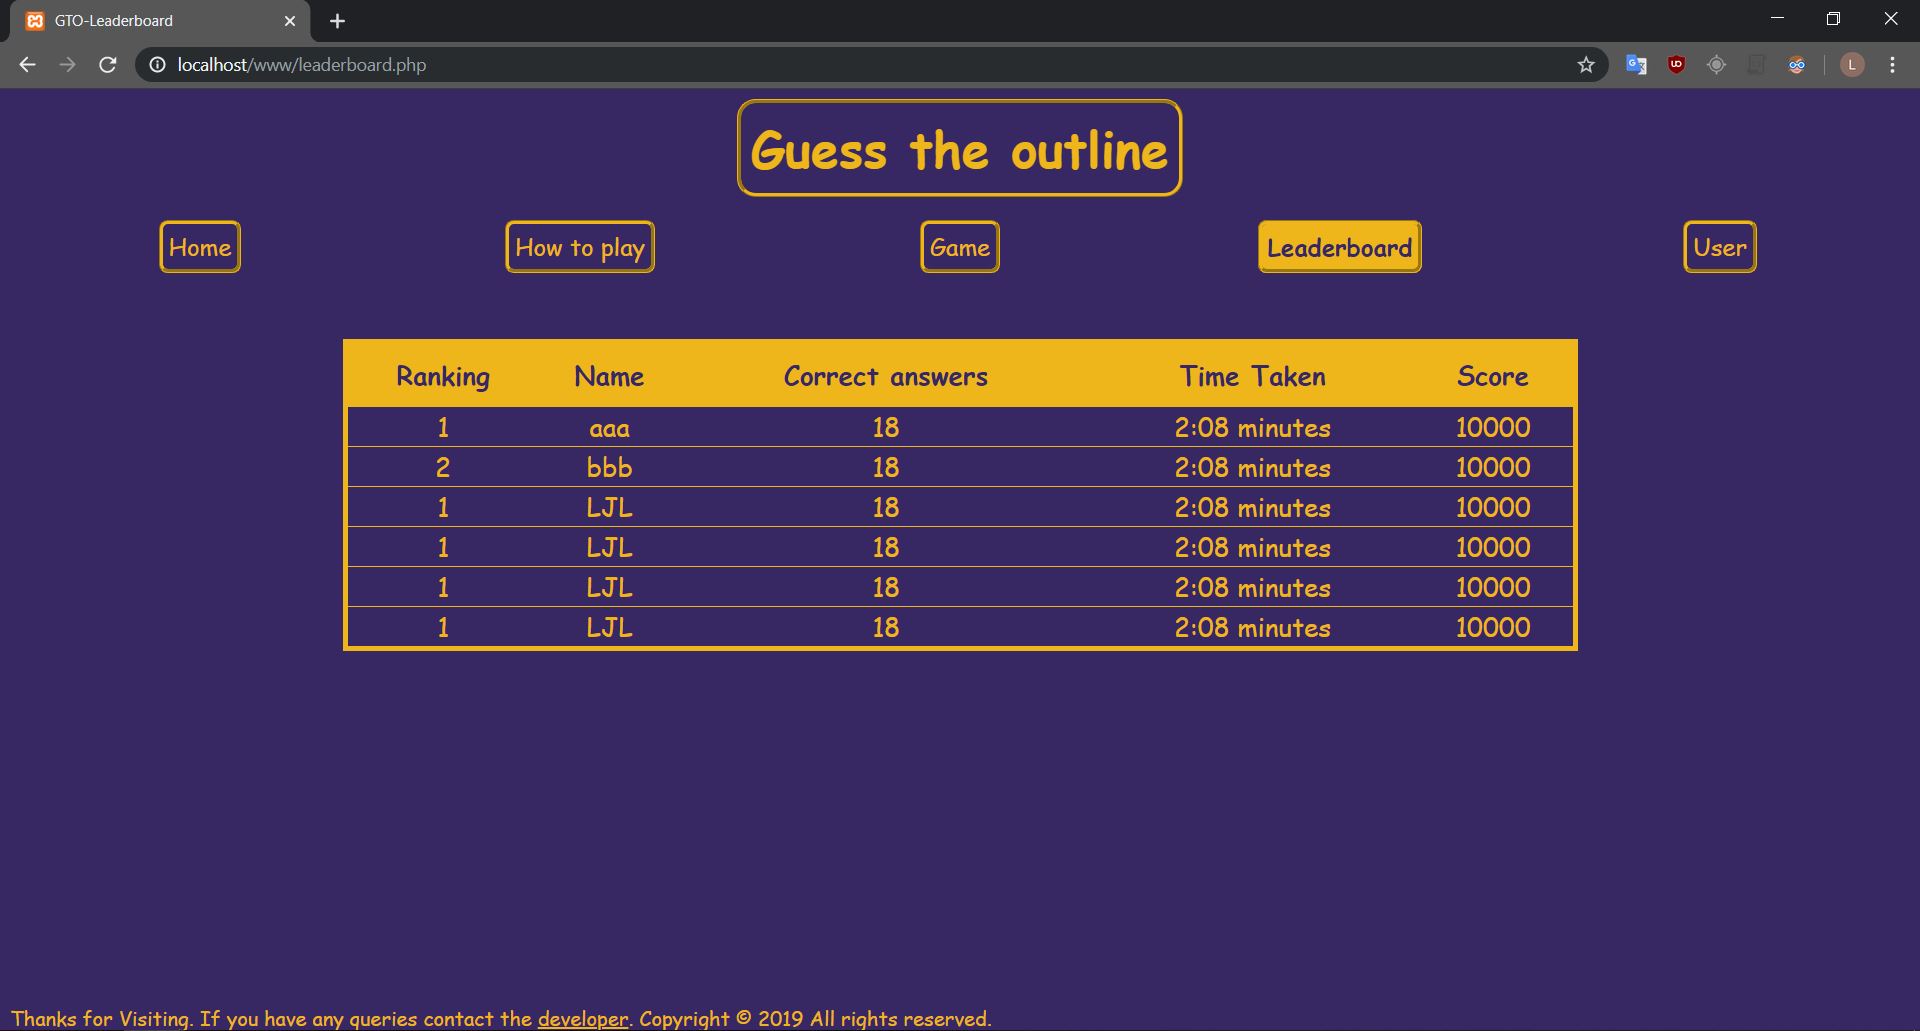 GTO-Leaderboard
localhost/www/leaderboard.php
L
Guess the outline
Home How to play Game Leaderboard User
Ranking Name Correct answers Time Taken Score
1 aaa 18 2:08 minutes 10000
2 bbb 18 2:08 minutes 10000
1 LJL 18 2:08 minutes 10000
1 LJL 18 2:08 minutes 10000
1 LJL 18 2:08 minutes 10000
1 LJL 18 2:08 minutes 10000
Thanks for Visiting. If you have any queries contact the developer. Copyright © 2019 All rights reserved.